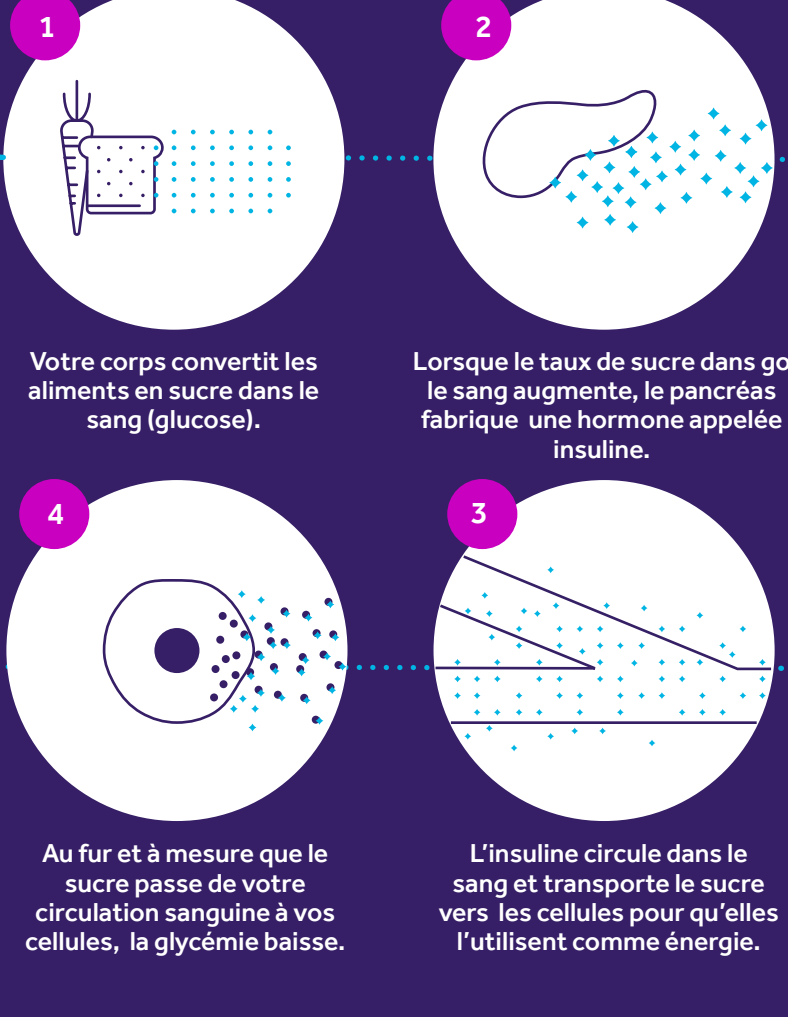 1
Votre corps convertit les
aliments en sucre dans le
sang (glucose).
2
Lorsque le taux de sucre dans go
le sang augmente, le pancréas
fabrique une hormone appelée
insuline.
3
L'insuline circule dans le
sang et transporte le sucre
vers les cellules pour qu'elles
l'utilisent comme énergie.
4
Au fur et à mesure que le
sucre passe de votre
circulation sanguine à vos
cellules, la glycémie baisse.